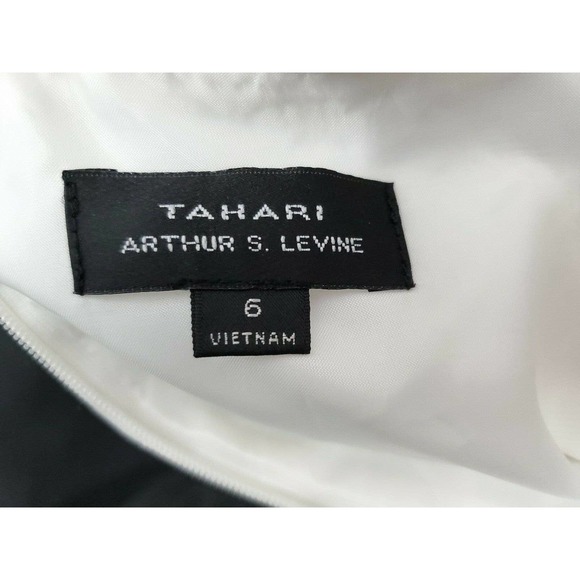 TAHARI
ARTHUR S. LEVINE
6
VIETNAM